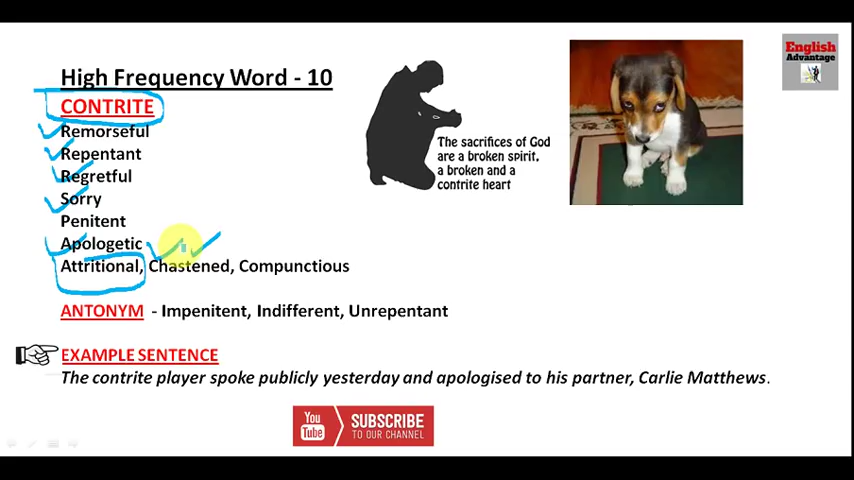 High Frequency Word - 10
CONTRITE
Remorseful
Repentant
Regretful
Sorry
Penitent
Apologetic
Attritional, Chastened, Compunctious
ANTONYM - Impenitent, Indifferent, Unrepentant
EXAMPLE SENTENCE
The contrite player spoke publicly yesterday and apologised to his partner, Carlie Matthews.
The sacrifices of God
are a broken spirit,
a broken and a
contrite heart
English
Advantage
You
Tube
SUBSCRIBE
TO OUR CHANNEL